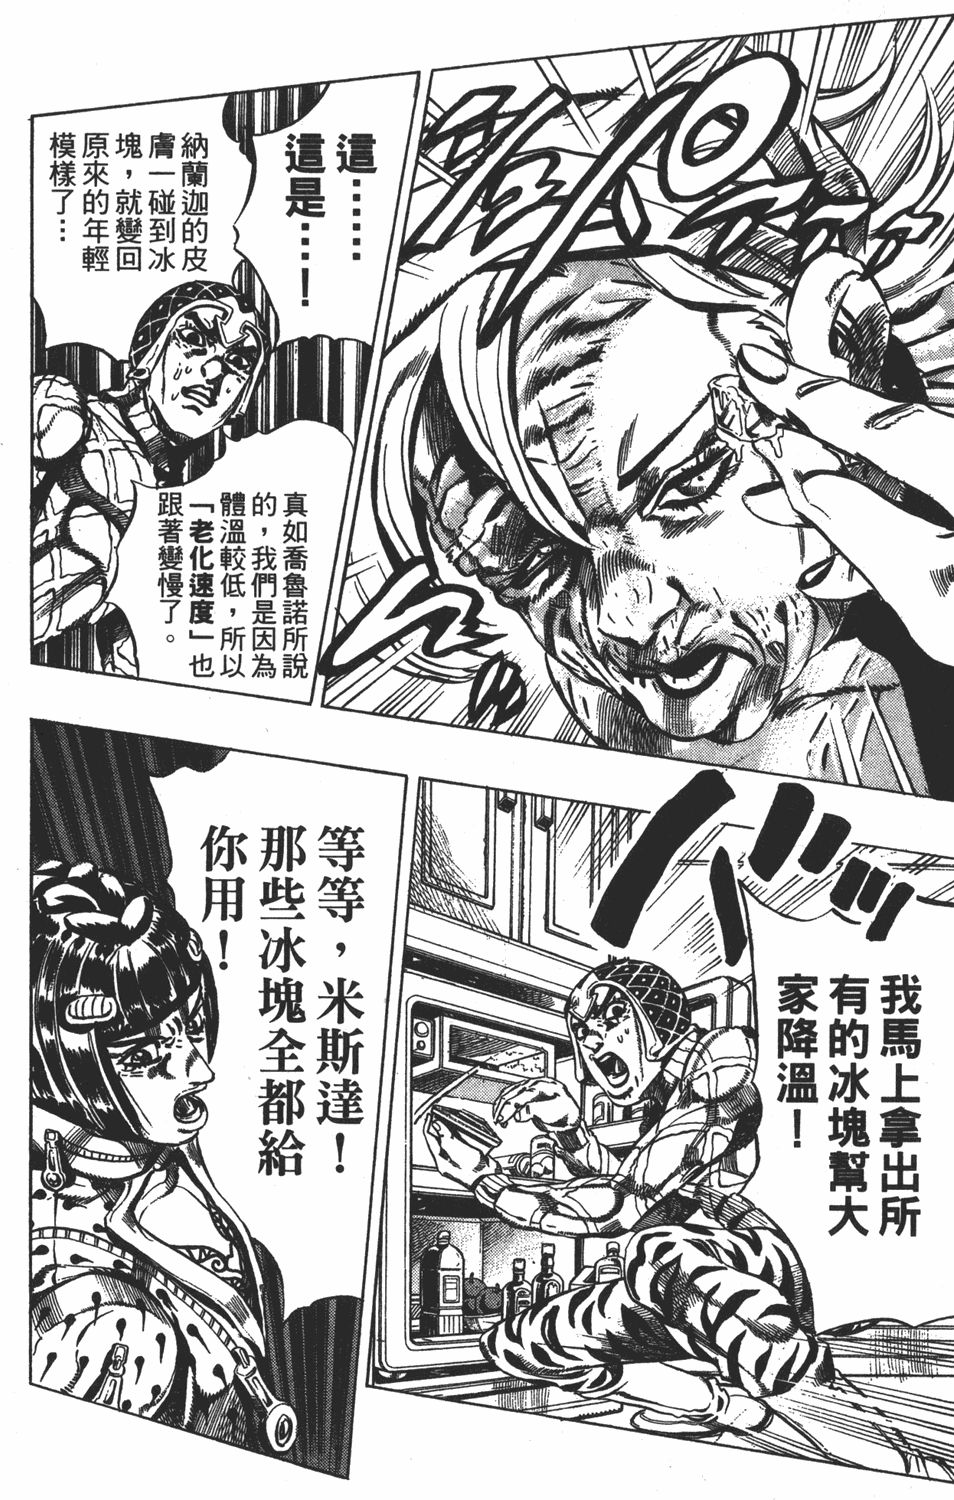 這……
這是…！
納蘭迦的皮
膚一碰到冰
塊，就變回
原來的年輕
模樣了…
真如喬魯諾所說
的，我們是因為
體溫較低，所以
「老化速度」也
跟著變慢了。
我馬上拿出所
有的冰塊幫大
家降溫！
等等，米斯達！
那些冰塊全都給
你用！